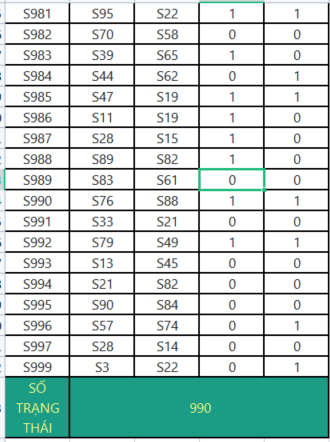 S981 S95 S22 1 1
S982 S70 S58 0 0
S983 S39 S65 1 0
S984 S44 S62 0 1
S985 S47 S19 1 1
S986 S11 S19 1 0
S987 S28 S15 1 0
S988 S89 S82 1 0
S989 S83 S61 0 0
S990 S76 S88 1 1
S991 S33 S21 0 0
S992 S79 S49 1 1
S993 S13 S45 0 0
S994 S21 S82 0 0
S995 S90 S84 0 0
S996 S57 S74 0 1
S997 S28 S14 0 0
S999 S3 S22 0 1
SỐ
TRẠNG
THÁI
990